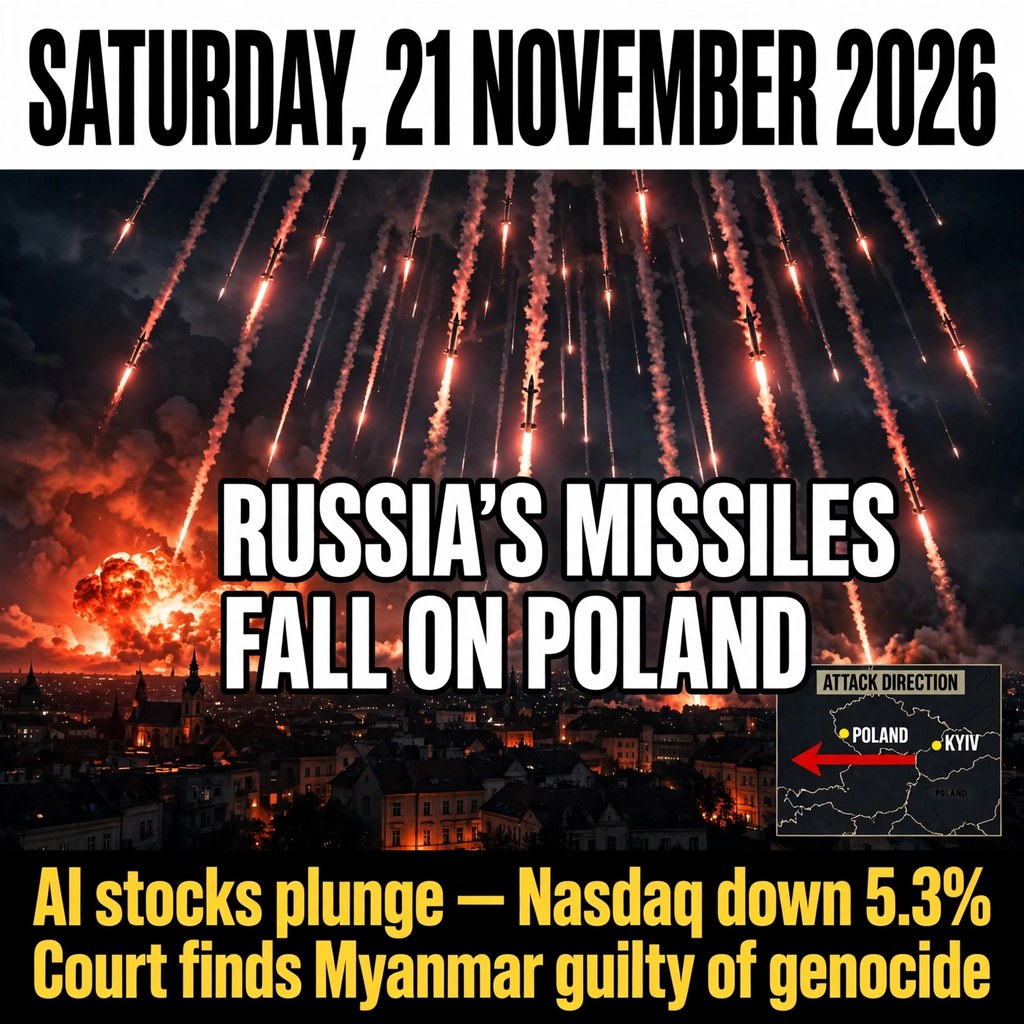 SATURDAY, 21 NOVEMBER 2026
RUSSIA'S MISSILES
FALL ON POLAND
ATTACK DIRECTION
POLAND
KYIV
POLAND
AI stocks plunge — Nasdaq down 5.3%
Court finds Myanmar guilty of genocide